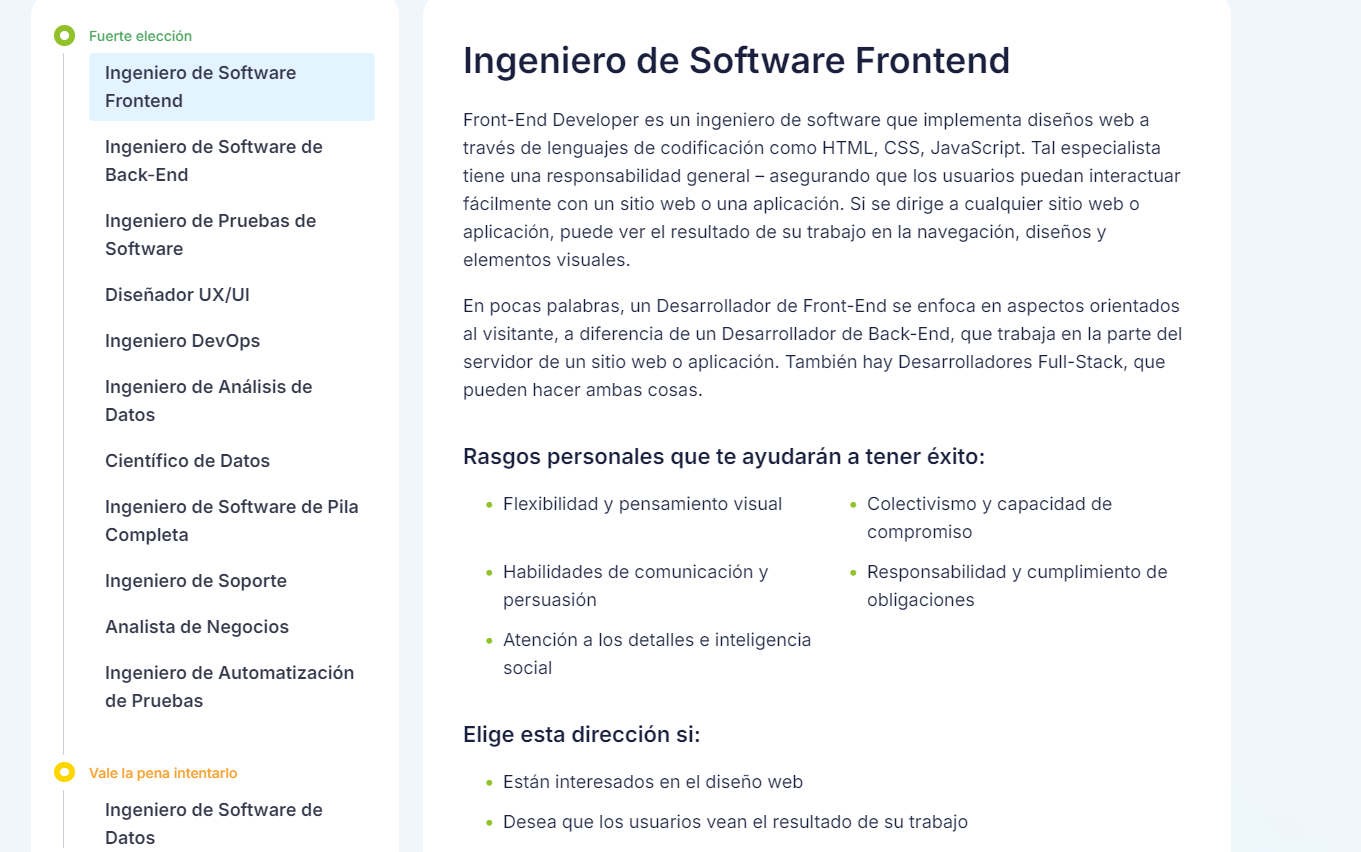 Fuerte elección
Ingeniero de Software
Frontend
Ingeniero de Software de
Back-End
Ingeniero de Pruebas de
Software
Diseñador UX/UI
Ingeniero DevOps
Ingeniero de Análisis de
Datos
Científico de Datos
Ingeniero de Software de Pila
Completa
Ingeniero de Soporte
Analista de Negocios
Ingeniero de Automatización
de Pruebas
Vale la pena intentarlo
Ingeniero de Software de
Datos
Ingeniero de Software Frontend
Front-End Developer es un ingeniero de software que implementa diseños web a
través de lenguajes de codificación como HTML, CSS, JavaScript. Tal especialista
tiene una responsabilidad general – asegurando que los usuarios puedan interactuar
fácilmente con un sitio web o una aplicación. Si se dirige a cualquier sitio web o
aplicación, puede ver el resultado de su trabajo en la navegación, diseños y
elementos visuales.
En pocas palabras, un Desarrollador de Front-End se enfoca en aspectos orientados
al visitante, a diferencia de un Desarrollador de Back-End, que trabaja en la parte del
servidor de un sitio web o aplicación. También hay Desarrolladores Full-Stack, que
pueden hacer ambas cosas.
Rasgos personales que te ayudarán a tener éxito:
Flexibilidad y pensamiento visual
Colectivismo y capacidad de
compromiso
Habilidades de comunicación y
persuasión
Responsabilidad y cumplimiento de
obligaciones
Atención a los detalles e inteligencia
social
Elige esta dirección si:
Están interesados en el diseño web
Desea que los usuarios vean el resultado de su trabajo